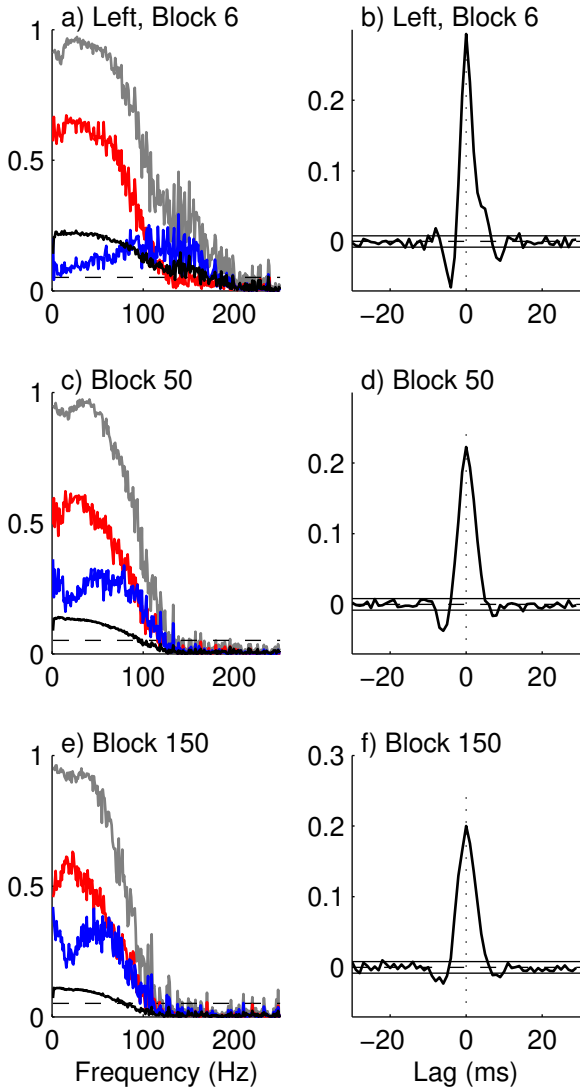 a) Left, Block 6
b) Left, Block 6
1
0.5
0
0 100 200
0.2
0.1
0
−20 0 20
c) Block 50
d) Block 50
1
0.5
0
0 100 200
0.2
0.1
0
−20 0 20
e) Block 150
f) Block 150
1
0.5
0
0 100 200
Frequency (Hz)
0.3
0.2
0.1
0
−20 0 20
Lag (ms)